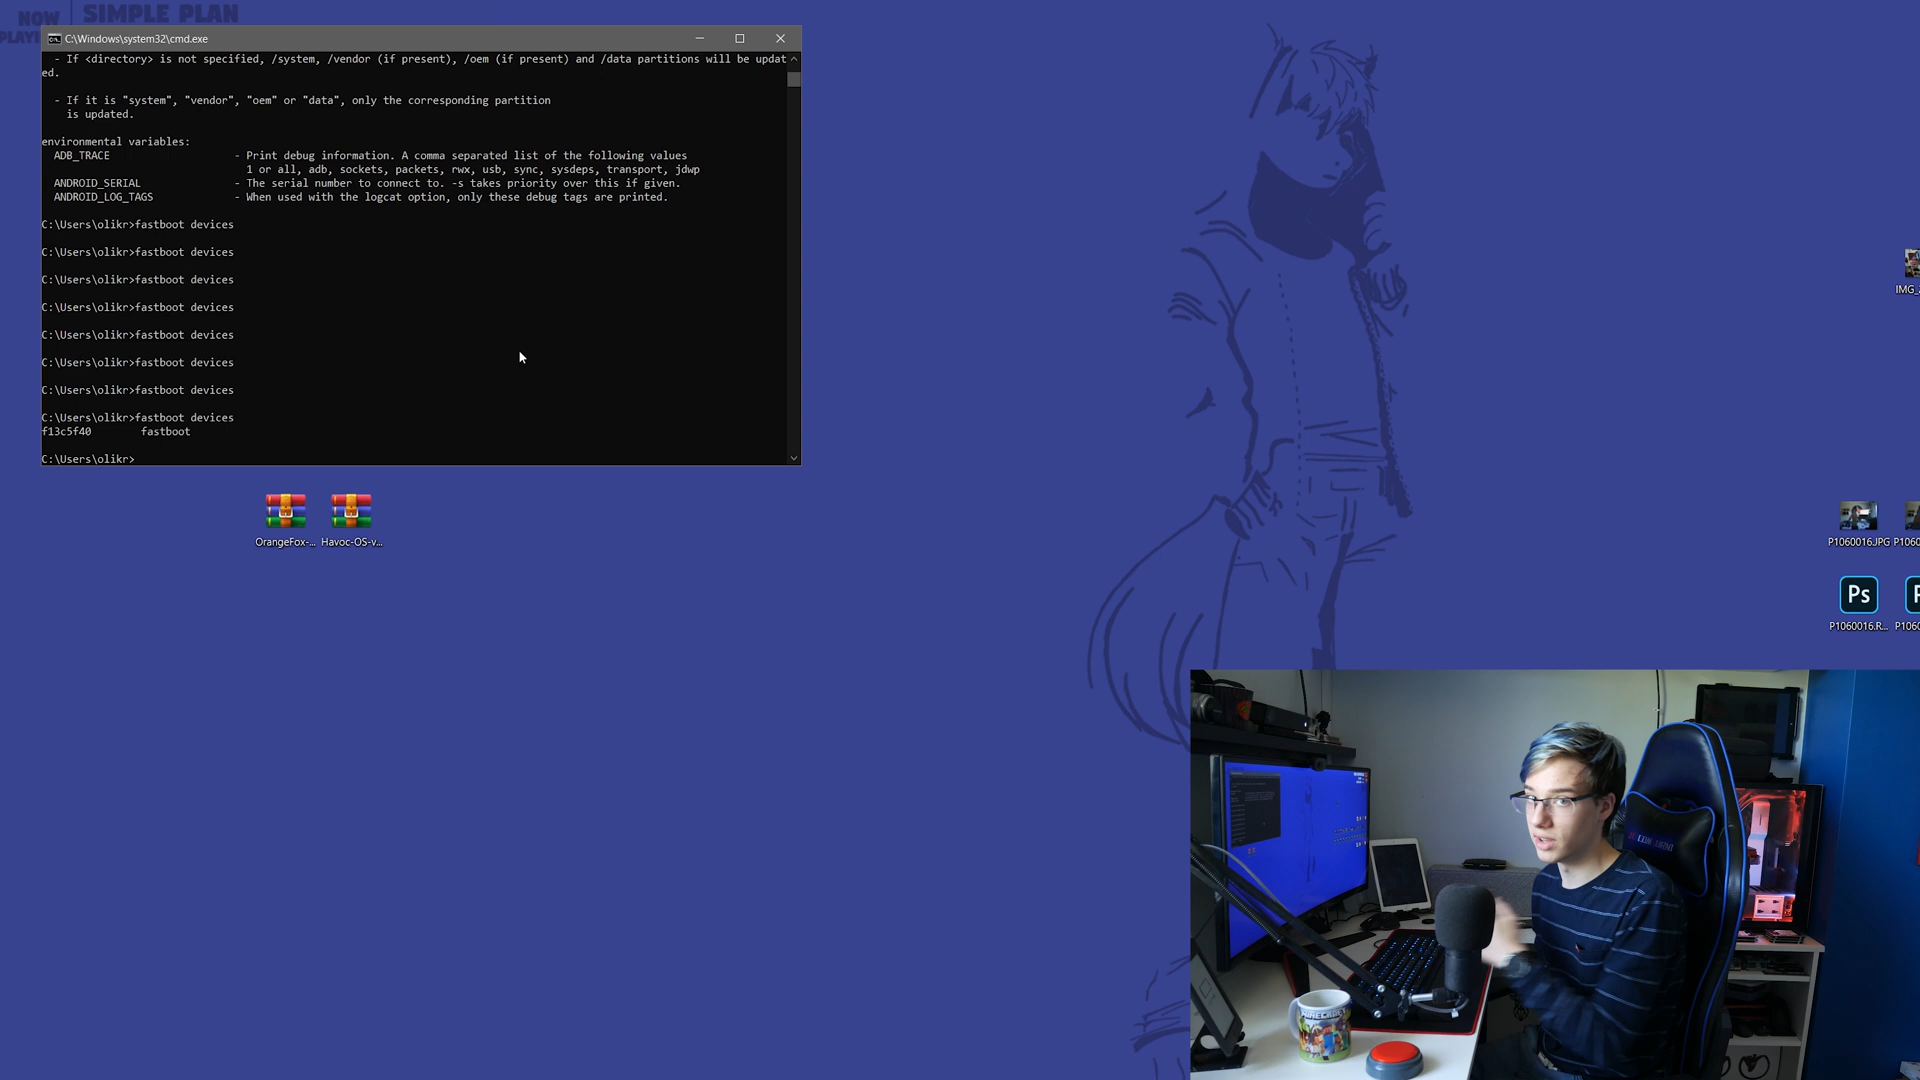 NOW
PLAYI
SIMPLE PLAN
C:\Windows\system32\cmd.exe
- If <directory> is not specified, /system, /vendor (if present), /oem (if present) and /data partitions will be updat
ed.
- If it is "system", "vendor", "oem" or "data", only the corresponding partition
is updated.
environmental variables:
ADB_TRACE - Print debug information. A comma separated list of the following values
1 or all, adb, sockets, packets, rwx, usb, sync, sysdeps, transport, jdwp
ANDROID_SERIAL - The serial number to connect to. -s takes priority over this if given.
ANDROID_LOG_TAGS - When used with the logcat option, only these debug tags are printed.
C:\Users\olikr>fastboot devices
C:\Users\olikr>fastboot devices
C:\Users\olikr>fastboot devices
C:\Users\olikr>fastboot devices
C:\Users\olikr>fastboot devices
C:\Users\olikr>fastboot devices
C:\Users\olikr>fastboot devices
C:\Users\olikr>fastboot devices
f13c5f40 fastboot
C:\Users\olikr>
OrangeFox-... Havoc-OS-v...
IMG_
P1060016.JPG P1060
Ps P
P1060016.R... P1060
MINECRAFT